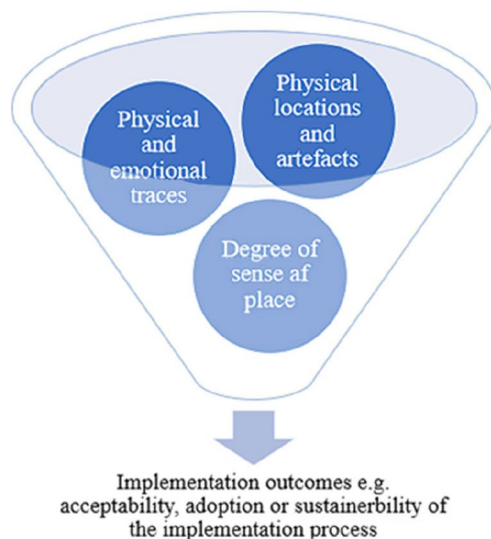 Physical
and
emotional
traces
Physical
locations
and
artefacts
Degree of
sense af
place
Implementation outcomes e.g.
acceptability, adoption or sustainerbility of
the implementation process